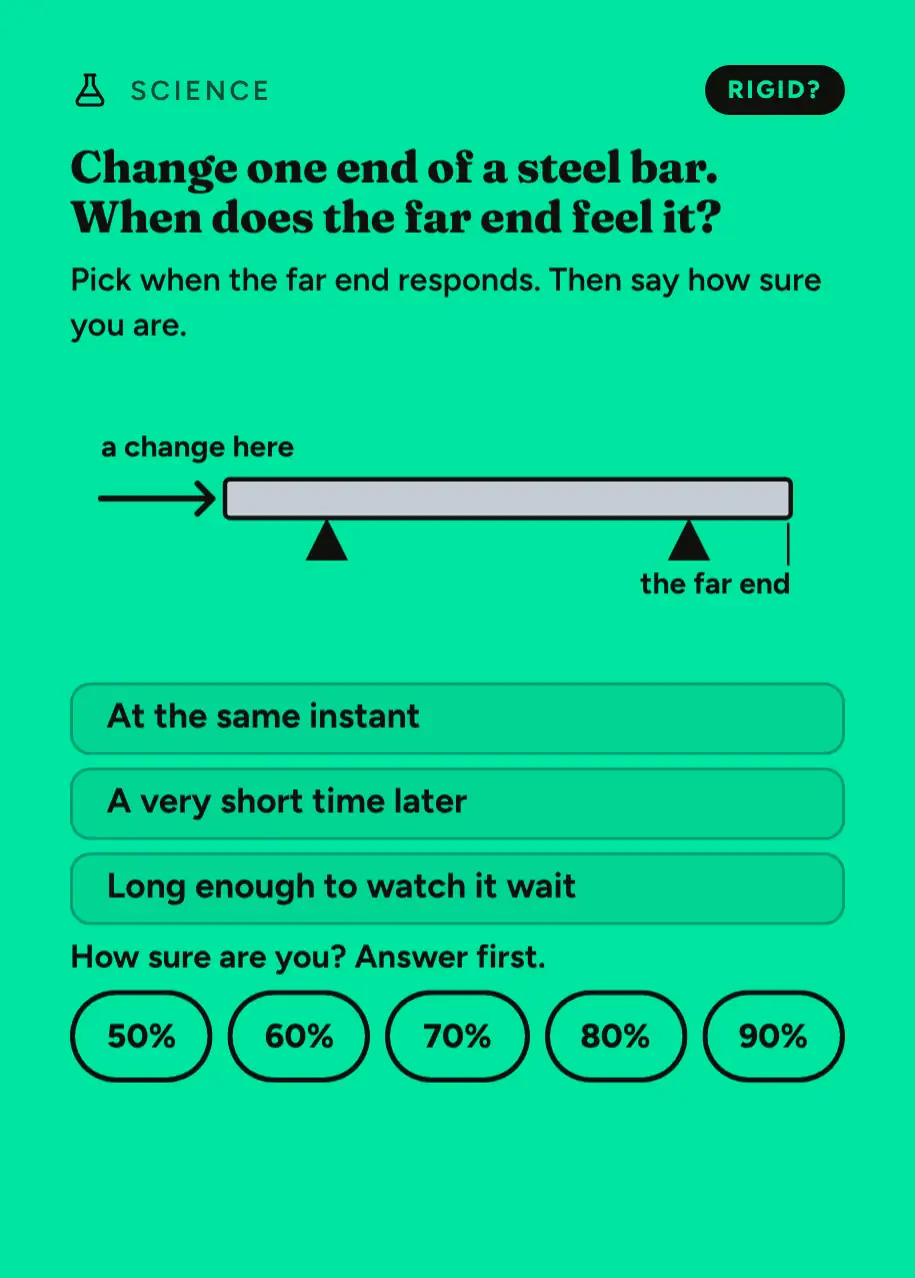 SCIENCE
RIGID?
Change one end of a steel bar.
When does the far end feel it?
Pick when the far end responds. Then say how sure
you are.
a change here
the far end
At the same instant
A very short time later
Long enough to watch it wait
How sure are you? Answer first.
50%
60%
70%
80%
90%